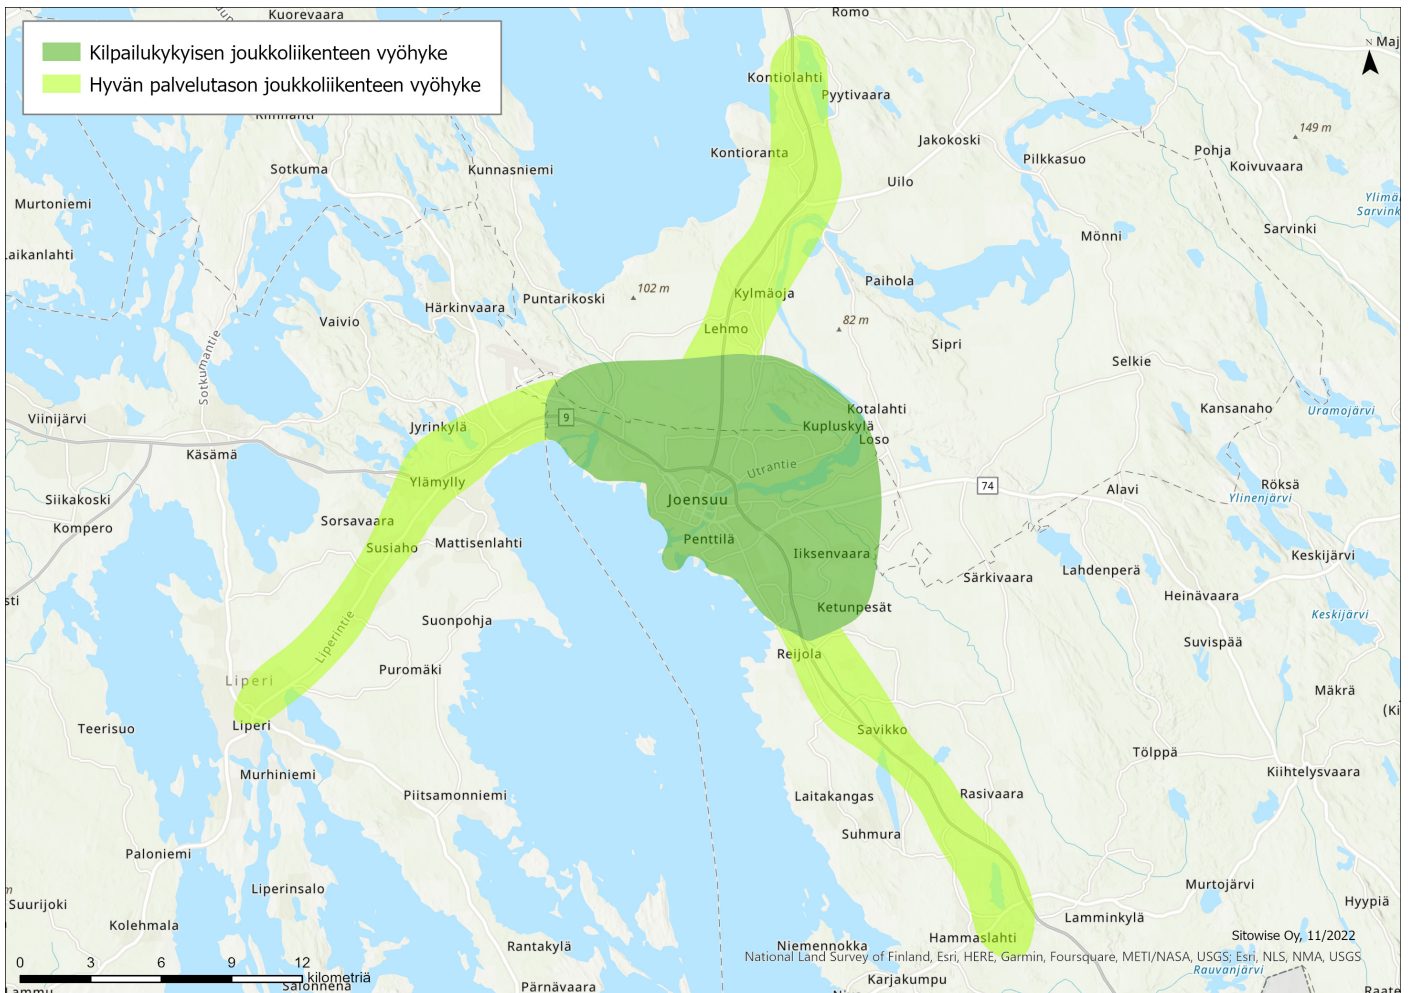 Kilpailukykyisen joukkoliikenteen vyöhyke
Hyvän palvelutason joukkoliikenteen vyöhyke
Kuorevaara
Romo
N
Kontiolahti
Pyytivaara
149 m
Kontioranta
Jakokoski
Pilkkasuo
Pohja
Koivuvaara
Sotkuma
Kunnasniemi
Uilo
Murtoniemi
Sarvinki
Mönni
Paihola
Puntarikoski
102 m
Kylmäoja
Härkinvaara
Vaivio
Lehmo
82 m
Sipri
Selkie
Sotkumantie
Viinijärvi
Jyrinkylä
9
Kotalahti
Kupluskylä
Loso
Kansanaho
Uramojärvi
Käsämä
Utrantie
Ylämylly
74
Alavi
Röksä
Ylinenjärvi
Siikakoski
Joensuu
Kompero
Sorsavaara
Susiaho
Mattisenlahti
Penttilä
Iiksenvaara
Keskijärvi
Särkivaara
Lahdenperä
Heinävaara
Ketunpesät
Keskijärvi
Suonpohja
Liperintie
Suvispää
Reijola
Puromäki
Liperi
Mäkrä
Teerisuo
Liperi
Savikko
Tölppä
Murhiniemi
Kiihtelysvaara
Piitsamonniemi
Laitakangas
Rasivaara
Suhmura
Paloniemi
Liperinsalo
Murtojärvi
Suurijoki
Hyypiä
Kolehmala
Lamminkylä
Rantakylä
Niemennokka
Hammaslahti
Sitowise Oy, 11/2022
National Land Survey of Finland, Esri, HERE, Garmin, Foursquare, METI/NASA, USGS; Esri, NLS, NMA, USGS
0 3 6 9 12
kilometriä
Rauvanjärvi
Karjakumpu
Pärnävaara